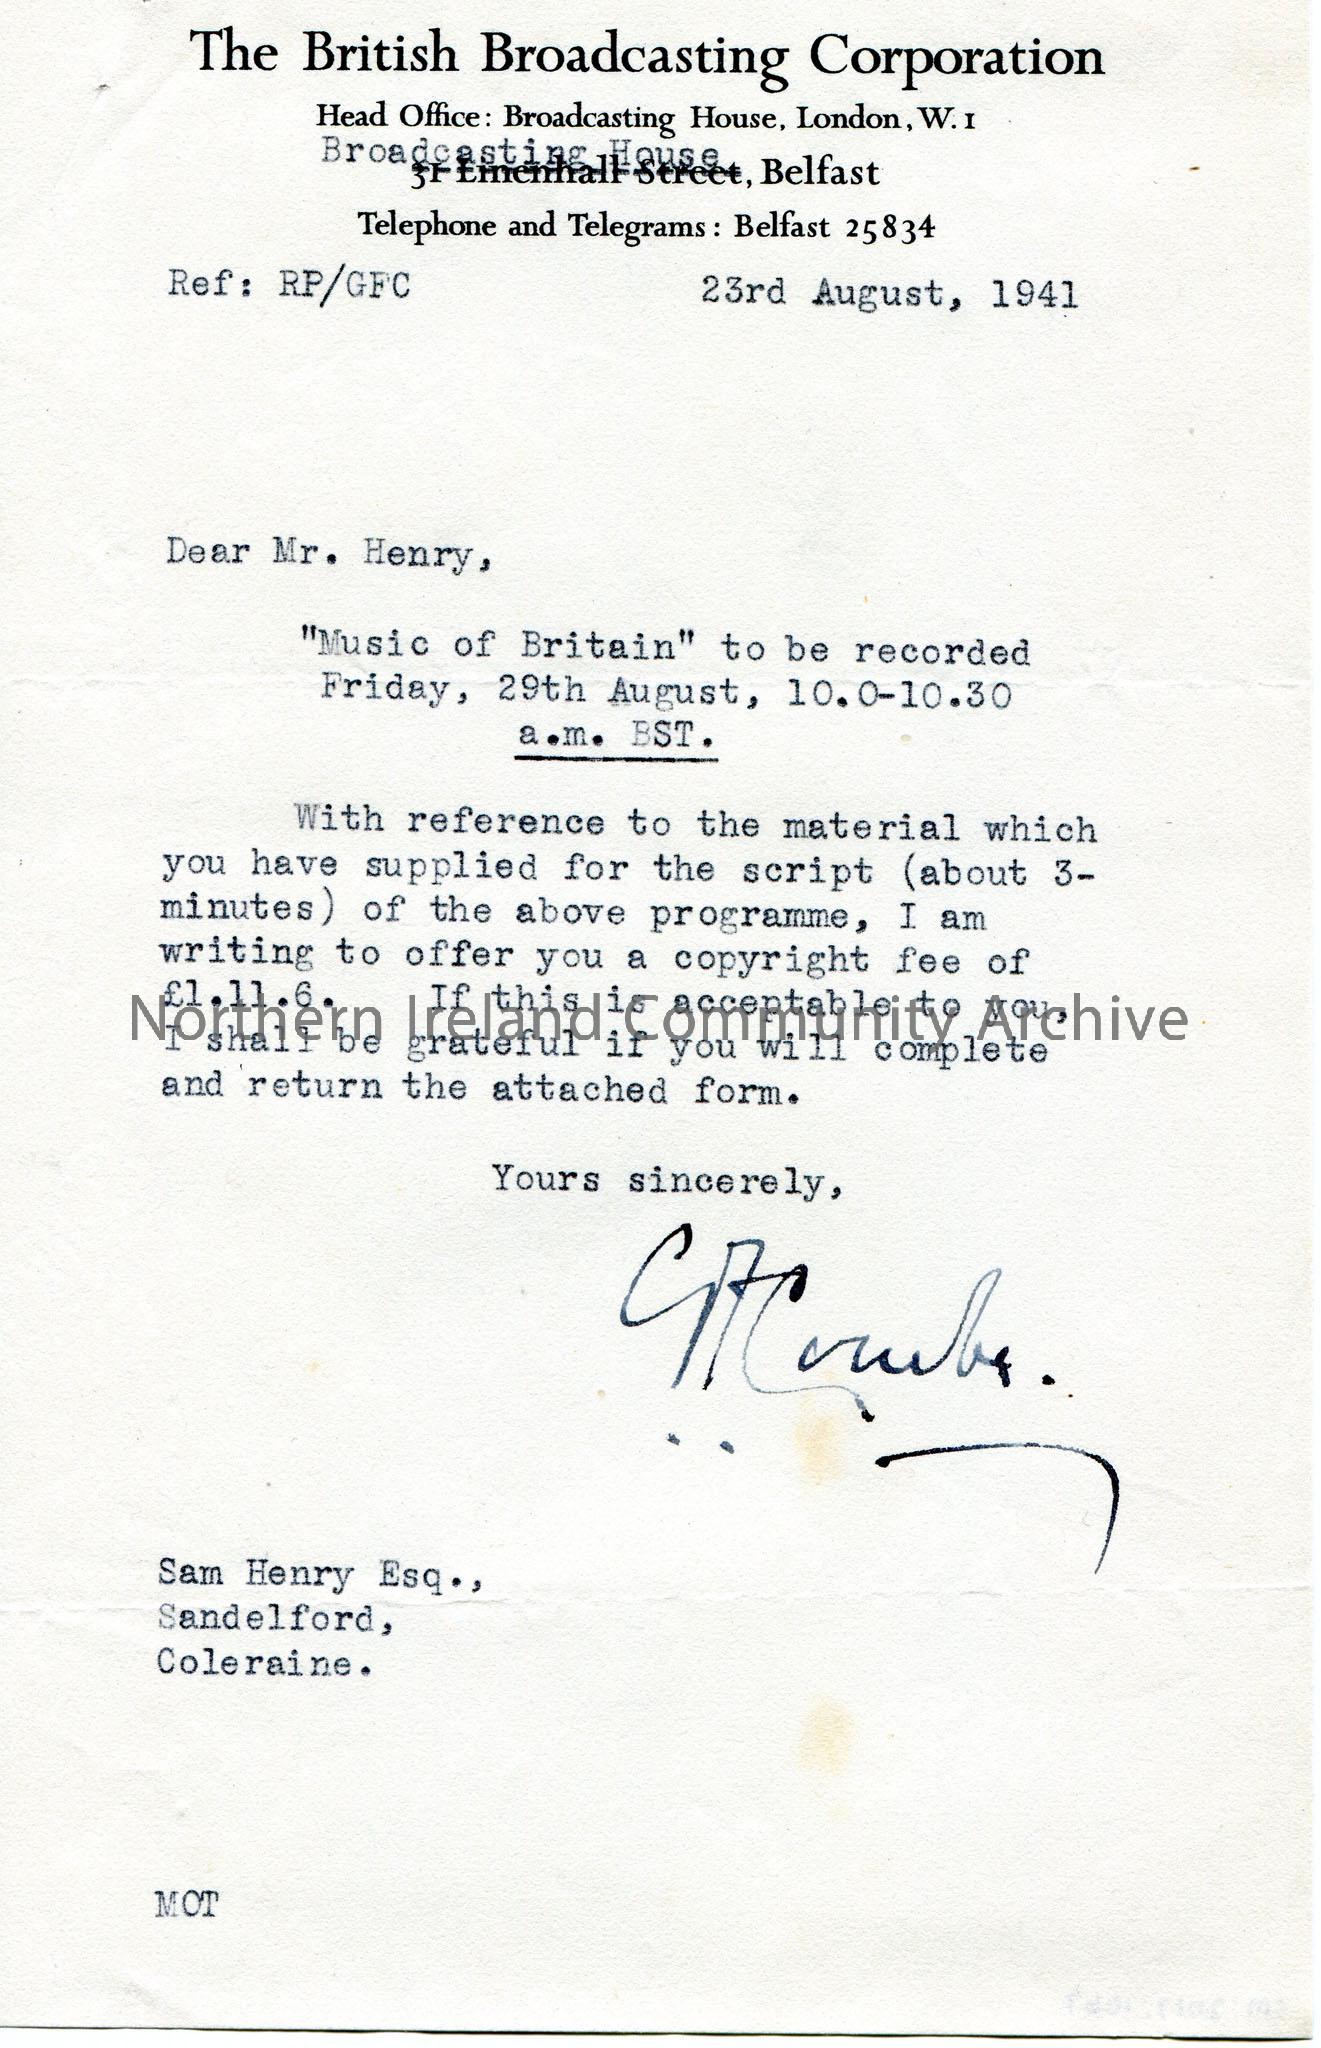 The British Broadcasting Corporation
Head Office: Broadcasting House, London, W.1
Broadcasting House
31 Linenhall Street, Belfast
Telephone and Telegrams: Belfast 25834
Ref: RP/GFC 23rd August, 1941
Dear Mr. Henry,
"Music of Britain" to be recorded
Friday, 29th August, 10.0-10.30
a.m. BST.
With reference to the material which
you have supplied for the script (about 3-
minutes) of the above programme, I am
writing to offer you a copyright fee of
£1.11.6. If this is acceptable to you,
I shall be grateful if you will complete
and return the attached form.
Northern Ireland Community Archive
Yours sincerely,
Sam Henry Esq.,
Sandelford,
Coleraine.
MOT